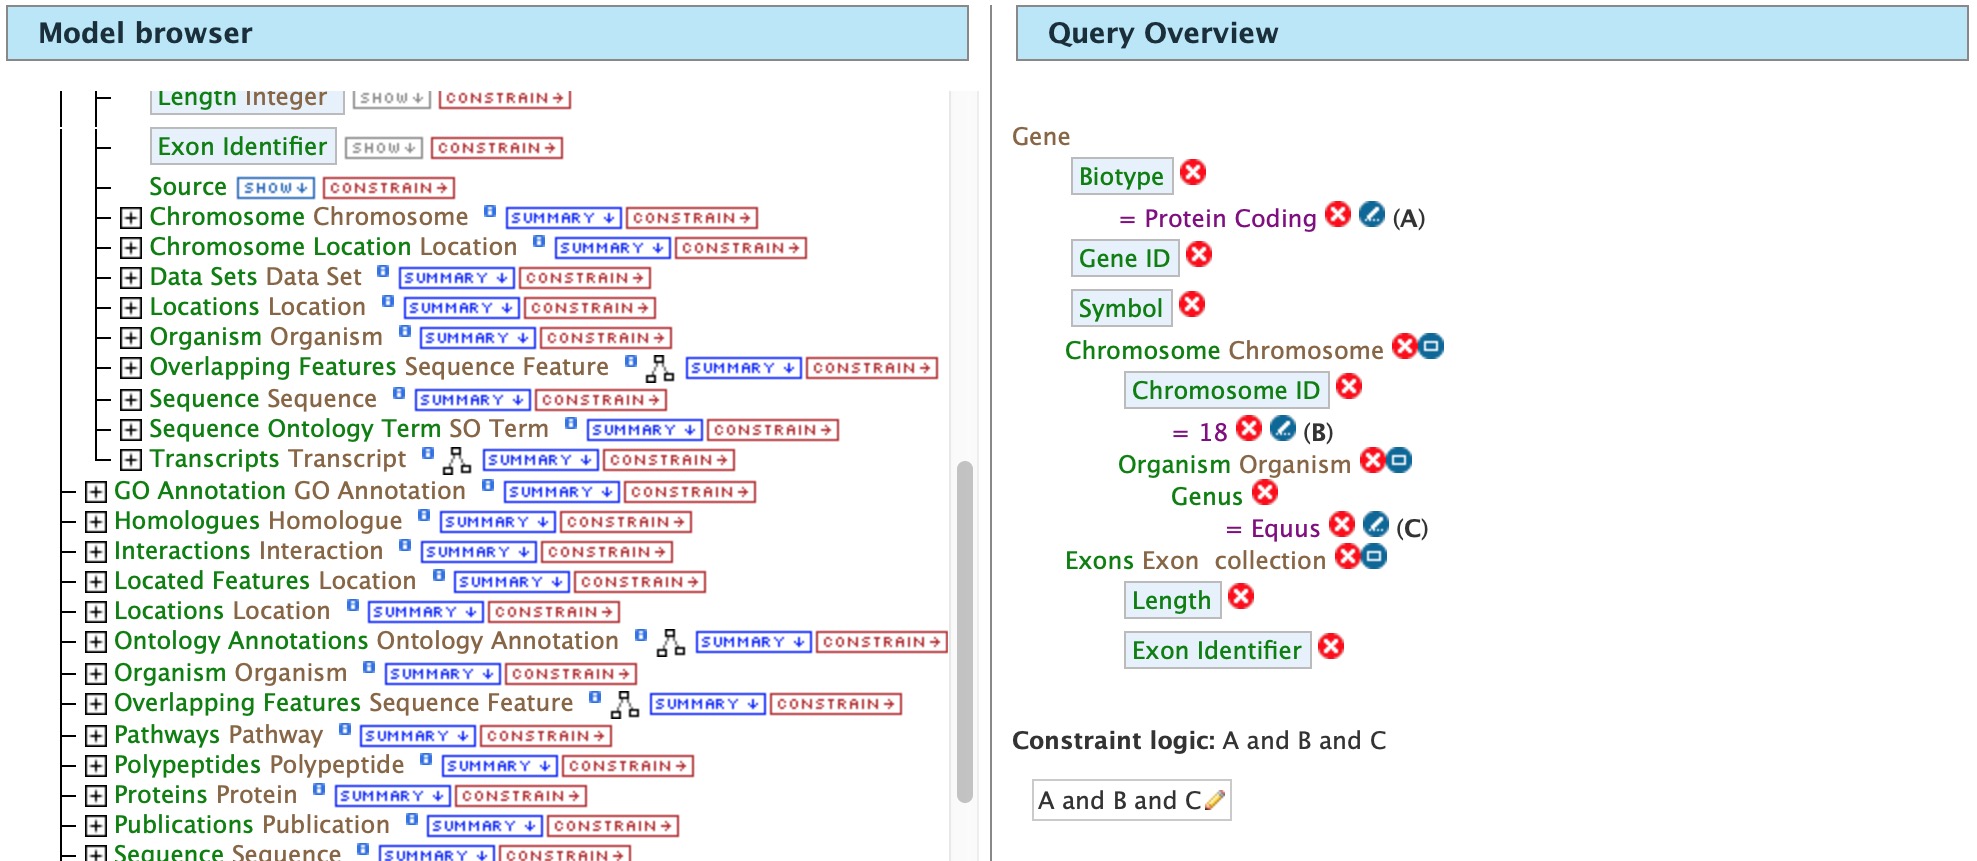 Model browser
Length Integer SHOW CONSTRAIN
Exon Identifier SHOW CONSTRAIN
Source SHOW CONSTRAIN
Chromosome Chromosome SUMMARY CONSTRAIN
Chromosome Location Location SUMMARY CONSTRAIN
Data Sets Data Set SUMMARY CONSTRAIN
Locations Location SUMMARY CONSTRAIN
Organism Organism SUMMARY CONSTRAIN
Overlapping Features Sequence Feature SUMMARY CONSTRAIN
Sequence Sequence SUMMARY CONSTRAIN
Sequence Ontology Term SO Term SUMMARY CONSTRAIN
Transcripts Transcript SUMMARY CONSTRAIN
GO Annotation GO Annotation SUMMARY CONSTRAIN
Homologues Homologue SUMMARY CONSTRAIN
Interactions Interaction SUMMARY CONSTRAIN
Located Features Location SUMMARY CONSTRAIN
Locations Location SUMMARY CONSTRAIN
Ontology Annotations Ontology Annotation SUMMARY CONSTRAIN
Organism Organism SUMMARY CONSTRAIN
Overlapping Features Sequence Feature SUMMARY CONSTRAIN
Pathways Pathway SUMMARY CONSTRAIN
Polypeptides Polypeptide SUMMARY CONSTRAIN
Proteins Protein SUMMARY CONSTRAIN
Publications Publication SUMMARY CONSTRAIN
Sequence Sequence SUMMARY CONSTRAIN
Query Overview
Gene
Biotype
= Protein Coding (A)
Gene ID
Symbol
Chromosome Chromosome
Chromosome ID
= 18 (B)
Organism Organism
Genus
= Equus (C)
Exons Exon collection
Length
Exon Identifier
Constraint logic: A and B and C
A and B and C